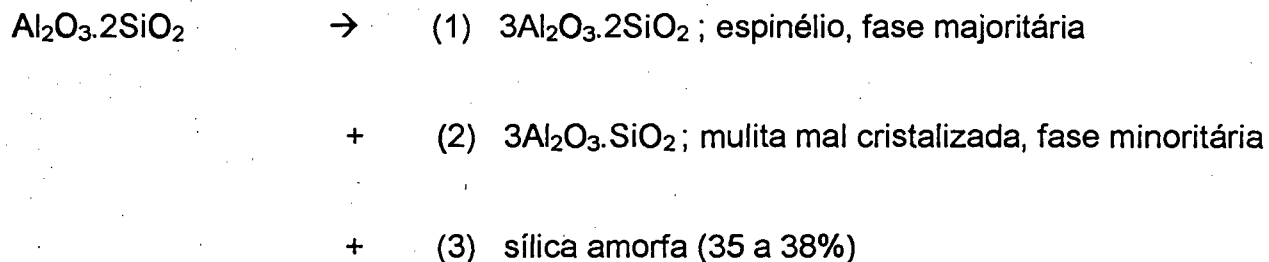 Al₂O₃.2SiO₂ → (1) 3Al₂O₃.2SiO₂ ; espinélio, fase majoritária
+ (2) 3Al₂O₃.SiO₂ ; mulita mal cristalizada, fase minoritária
+ (3) sílica amorfa (35 a 38%)